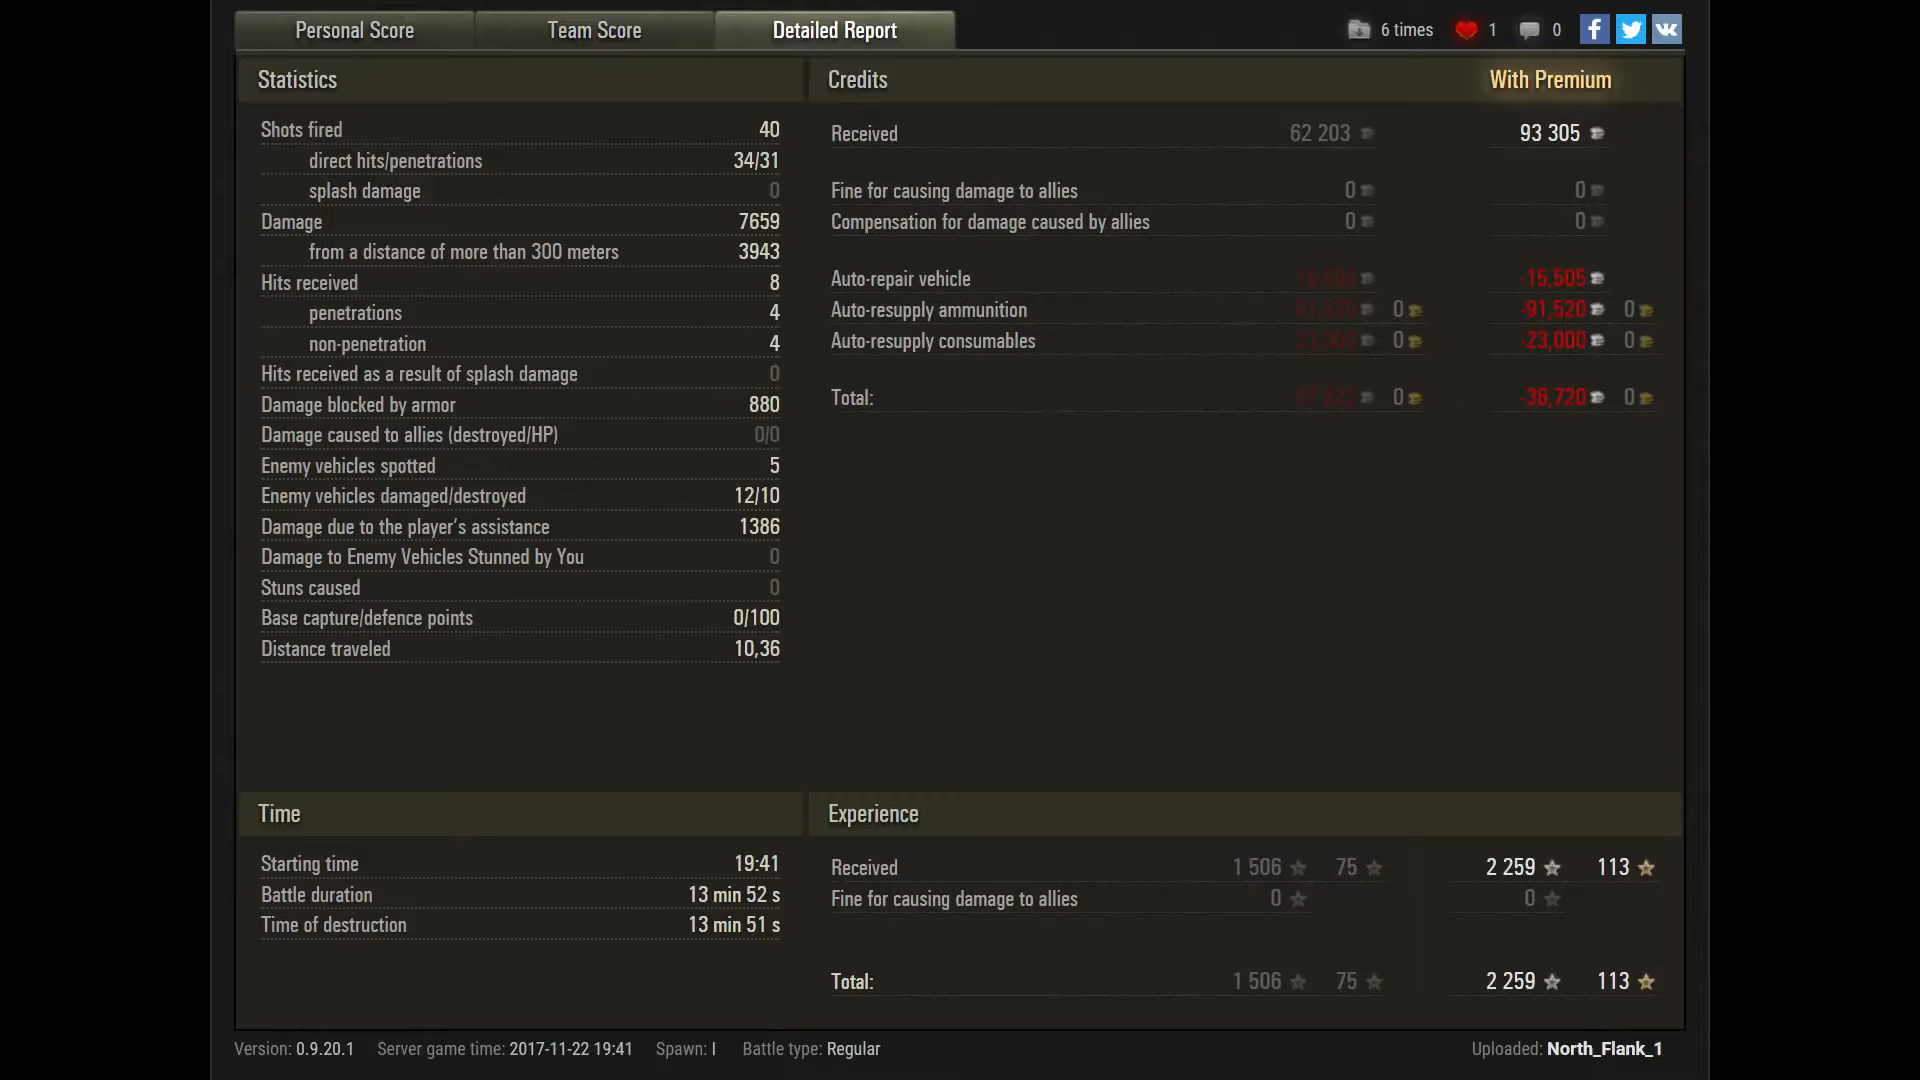 Personal Score Team Score Detailed Report 6 times 1 0
Statistics
Shots fired 40
direct hits/penetrations 34/31
splash damage 0
Damage 7659
from a distance of more than 300 meters 3943
Hits received 8
penetrations 4
non-penetration 4
Hits received as a result of splash damage 0
Damage blocked by armor 880
Damage caused to allies (destroyed/HP) 0/0
Enemy vehicles spotted 5
Enemy vehicles damaged/destroyed 12/10
Damage due to the player's assistance 1386
Damage to Enemy Vehicles Stunned by You 0
Stuns caused 0
Base capture/defence points 0/100
Distance traveled 10,36
Credits With Premium
Received 62 203 93 305
Fine for causing damage to allies 0 0
Compensation for damage caused by allies 0 0
Auto-repair vehicle -15,505
Auto-resupply ammunition 0 -91,520 0
Auto-resupply consumables 0 -23,000 0
Total: 0 -36,720 0
Time
Starting time 19:41
Battle duration 13 min 52 s
Time of destruction 13 min 51 s
Experience
Received 1 506 75 2 259 113
Fine for causing damage to allies 0 0
Total: 1 506 75 2 259 113
Version: 0.9.20.1 Server game time: 2017-11-22 19:41 Spawn: I Battle type: Regular Uploaded: North_Flank_1